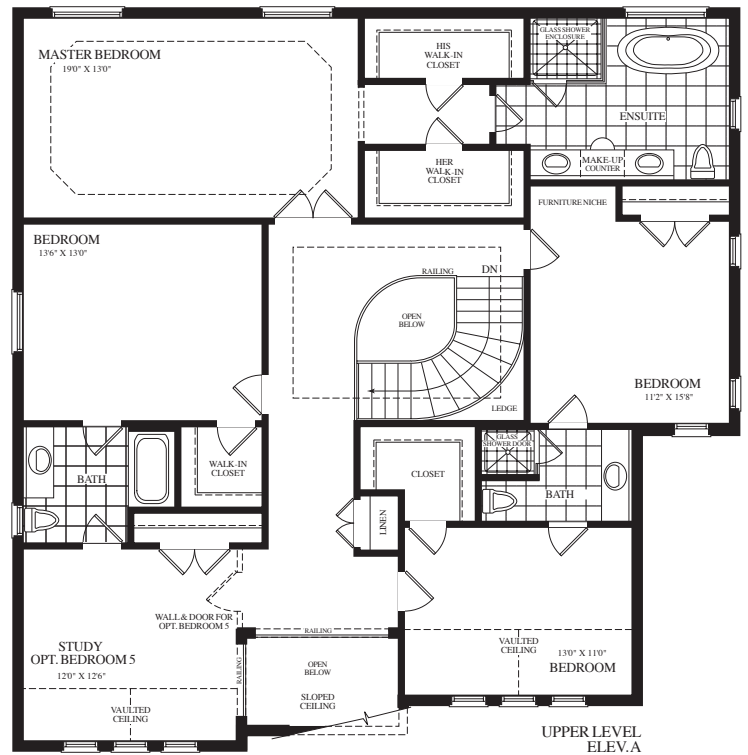 MASTER BEDROOM
19'0" X 13'0"
HIS
WALK-IN
CLOSET
GLASS SHOWER
ENCLOSURE
ENSUITE
HER
WALK-IN
CLOSET
MAKE-UP
COUNTER
FURNITURE NICHE
BEDROOM
13'6" X 13'0"
RAILING
DN
OPEN
BELOW
LEDGE
BEDROOM
11'2" X 15'8"
BATH
WALK-IN
CLOSET
CLOSET
GLASS
SHOWER DOOR
BATH
LINEN
WALL & DOOR FOR
OPT. BEDROOM 5
STUDY
OPT. BEDROOM 5
12'0" X 12'6"
VAULTED
CEILING
RAILING
RAILING
OPEN
BELOW
SLOPED
CEILING
VAULTED
CEILING
13'0" X 11'0"
BEDROOM
UPPER LEVEL
ELEV.A